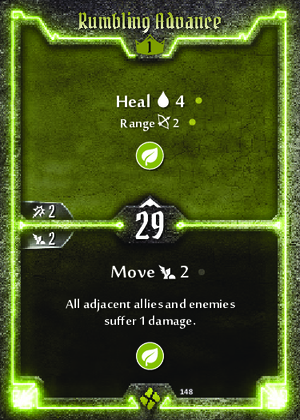 Rumbling Advance
1
Heal 4
Range 2
2
29
2
Move 2
All adjacent allies and enemies
suffer 1 damage.
148